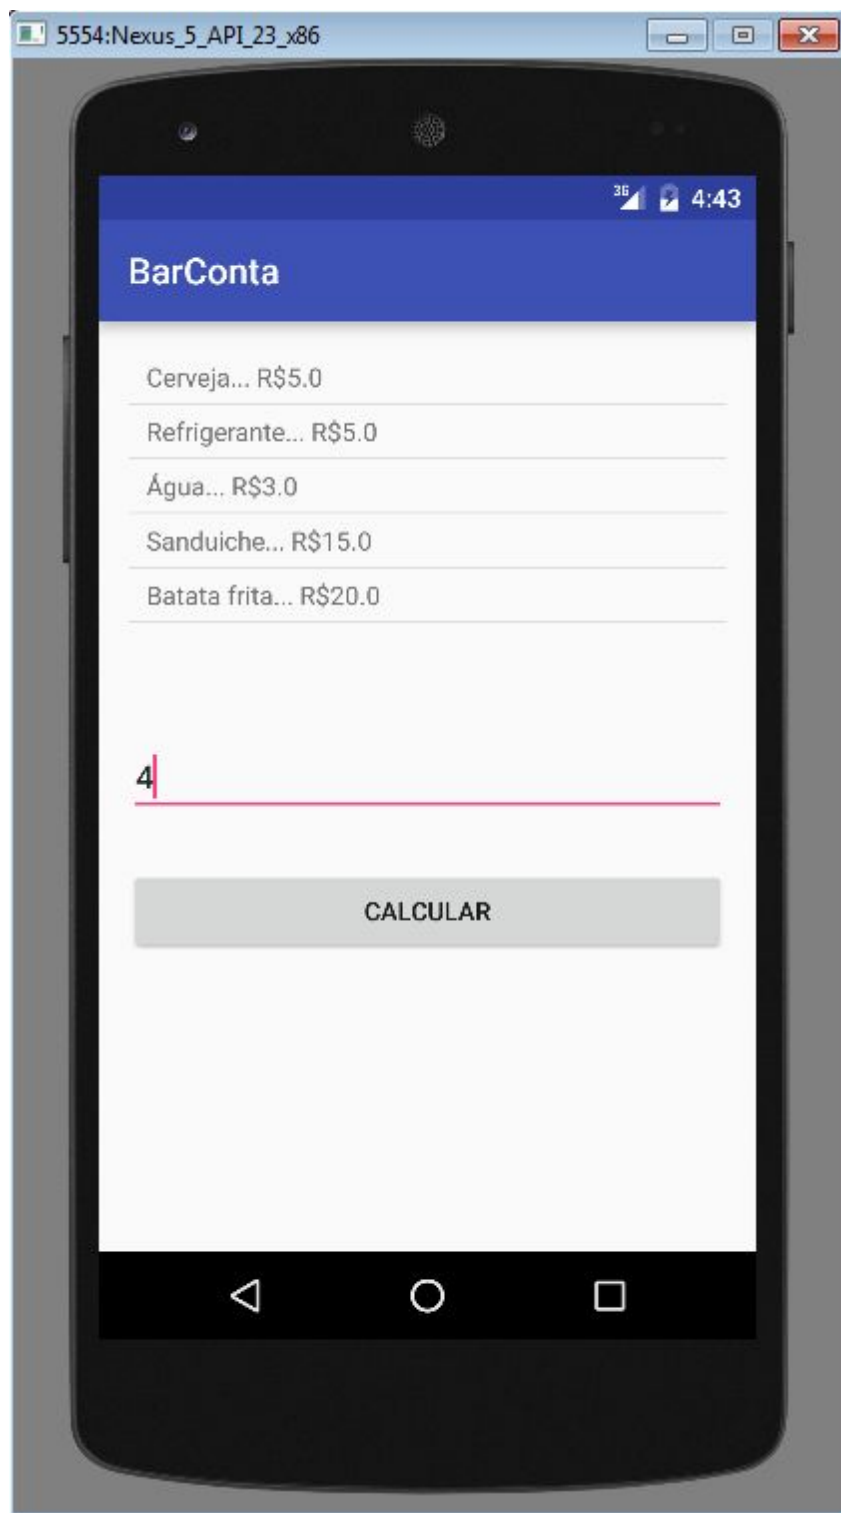 5554:Nexus_5_API_23_x86
3G 4:43
BarConta
Cerveja... R$5.0
Refrigerante... R$5.0
Água... R$3.0
Sanduiche... R$15.0
Batata frita... R$20.0
4
CALCULAR